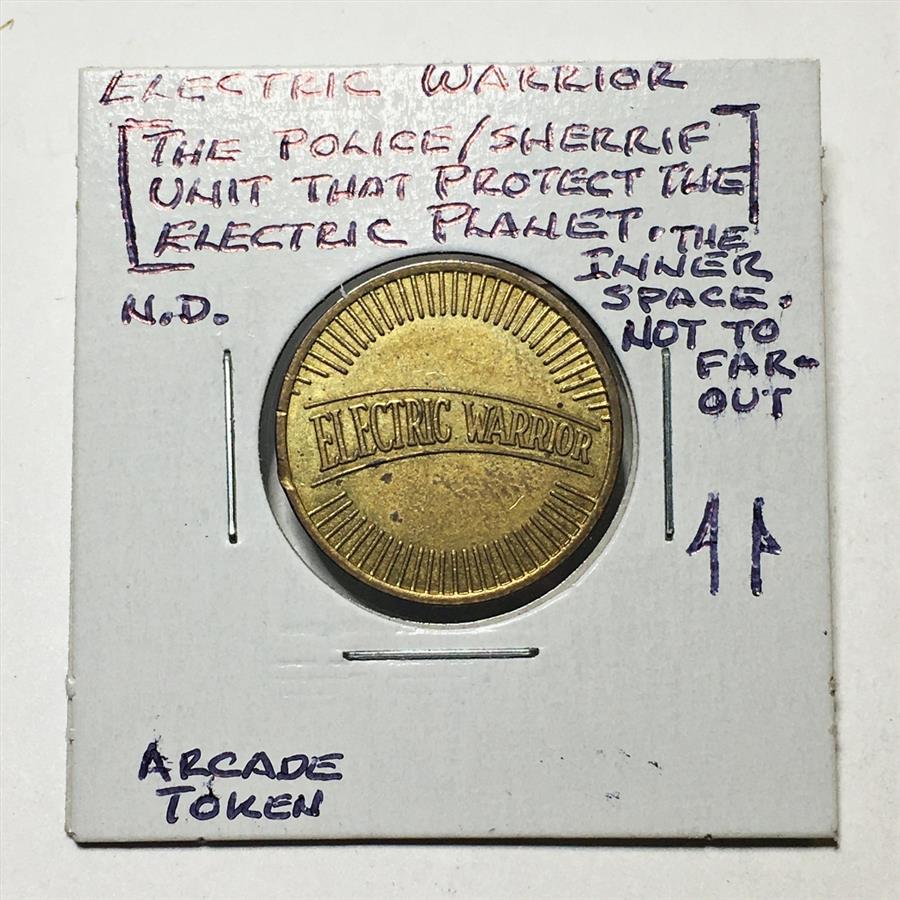 ELECTRIC WARRIOR
[THE POLICE/SHERRIF
UNIT THAT PROTECT THE
ELECTRIC PLANET.]
THE
INNER
SPACE.
NOT TO
FAR-
OUT
N.D.
ELECTRIC WARRIOR
ARCADE
TOKEN